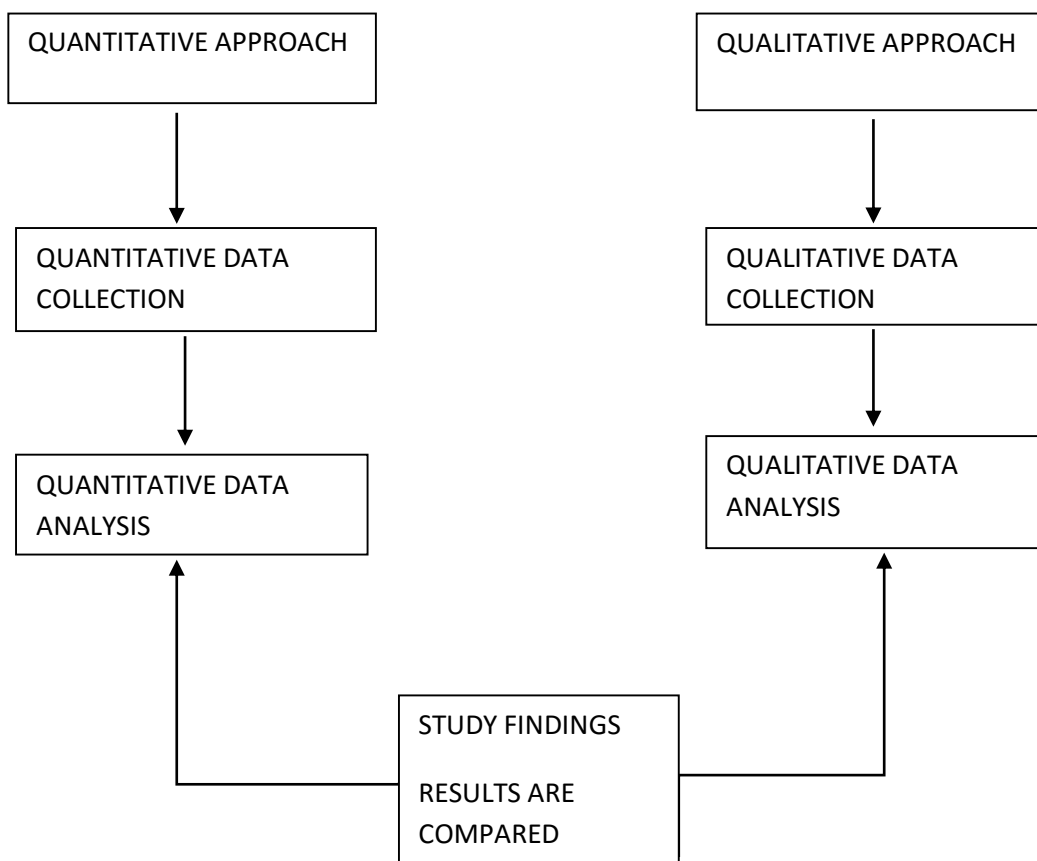 QUANTITATIVE APPROACH
QUALITATIVE APPROACH
QUANTITATIVE DATA
COLLECTION
QUALITATIVE DATA
COLLECTION
QUANTITATIVE DATA
ANALYSIS
QUALITATIVE DATA
ANALYSIS
STUDY FINDINGS
RESULTS ARE
COMPARED